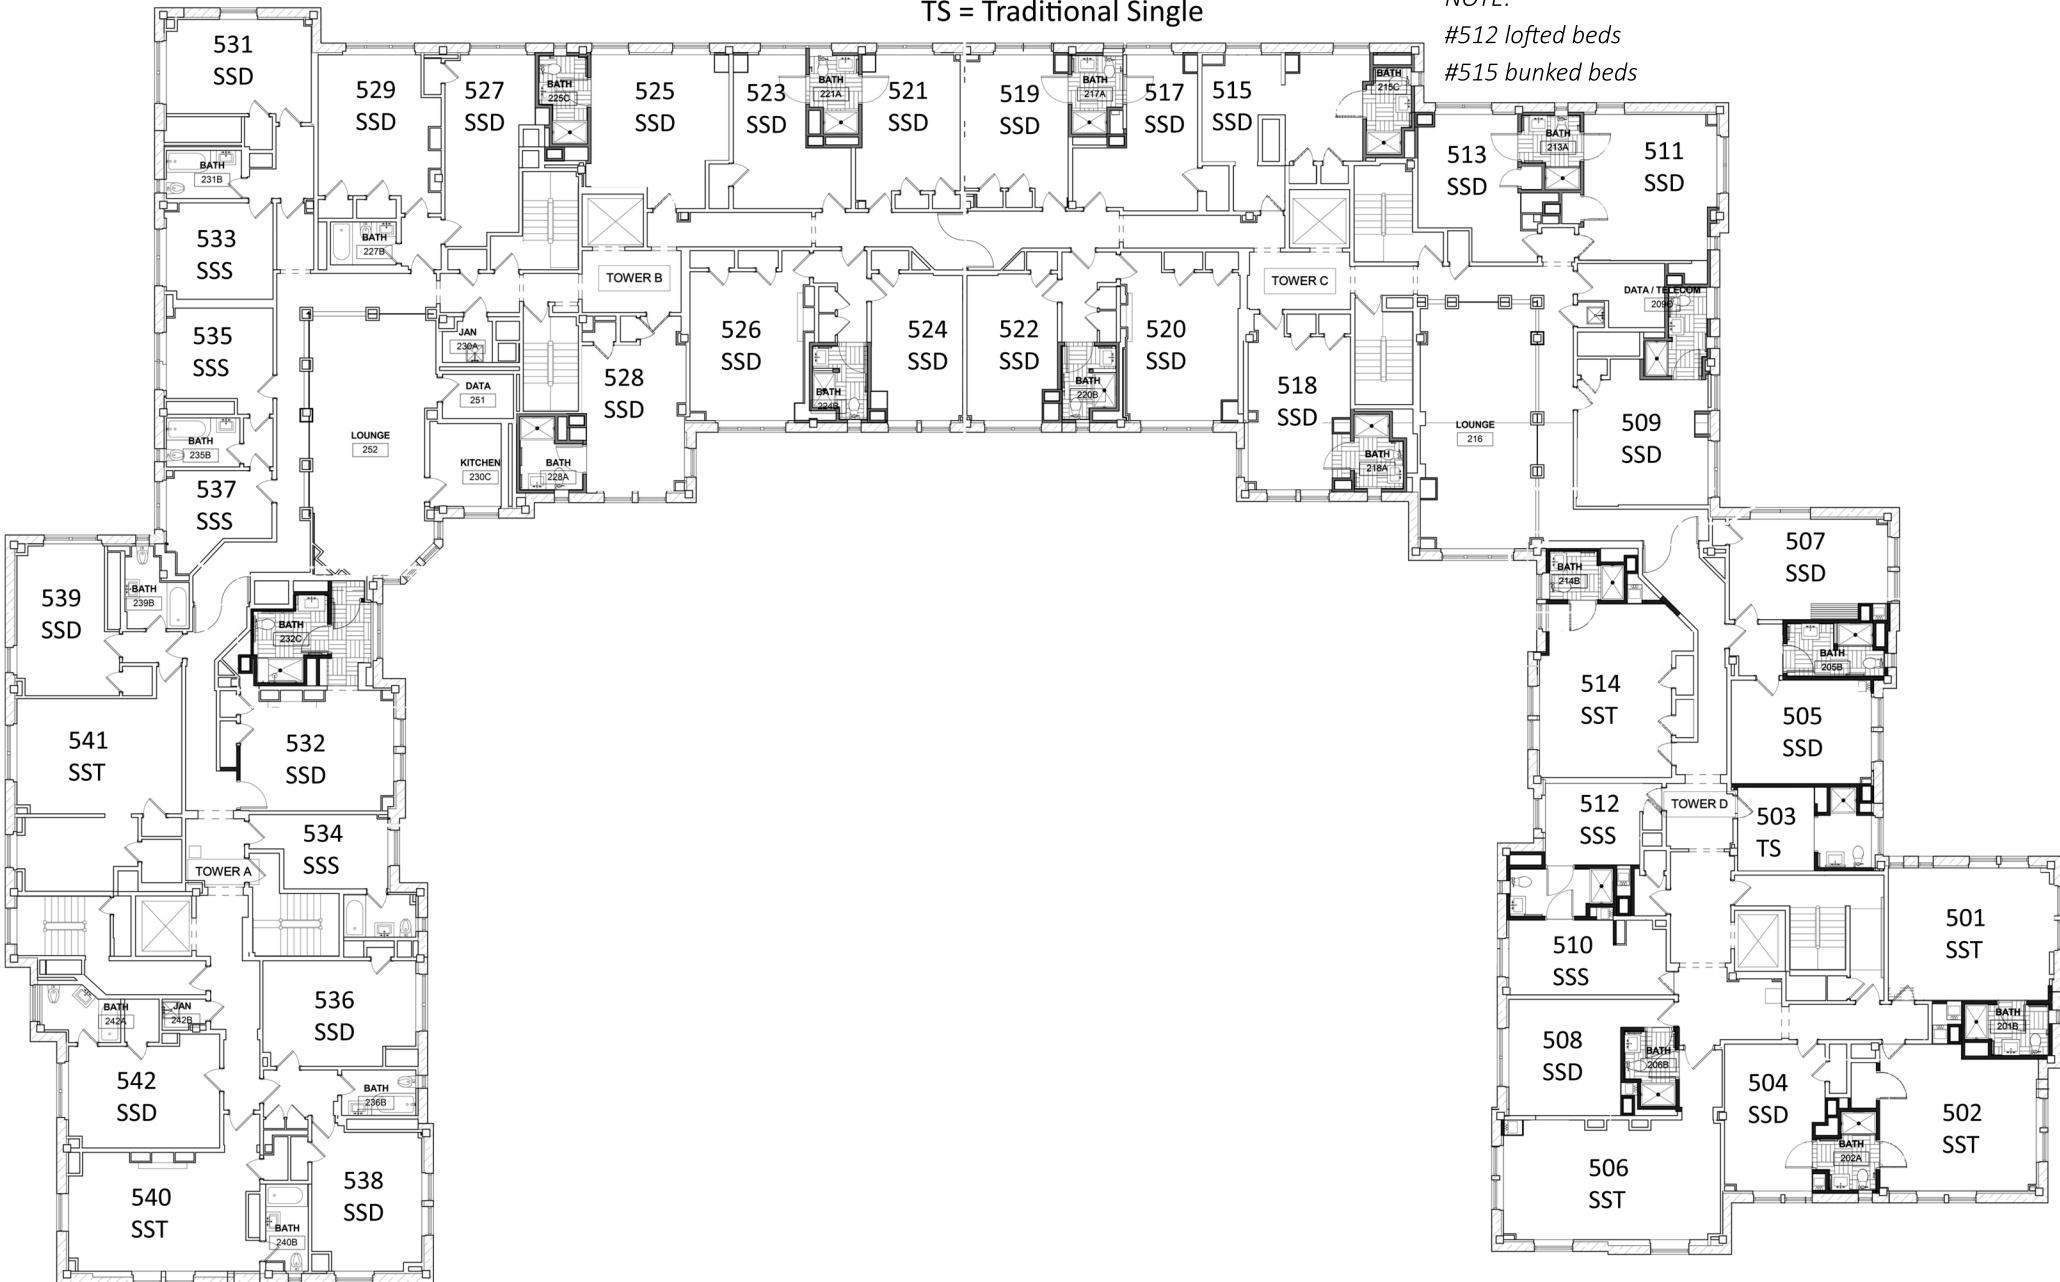 TS = Traditional Single
NOTE:
#512 lofted beds
#515 bunked beds
531
SSD
529
SSD
527
SSD
BATH
225C
525
SSD
523
SSD
BATH
221A
521
SSD
519
SSD
BATH
217A
517
SSD
515
SSD
BATH
215C
513
SSD
BATH
213A
511
SSD
BATH
231B
533
SSS
BATH
227B
TOWER B
TOWER C
DATA / TELECOM
535
SSS
JAN
230A
DATA
251
528
SSD
526
SSD
BATH
224B
524
SSD
522
SSD
BATH
220B
520
SSD
518
SSD
BATH
218A
LOUNGE
216
509
SSD
BATH
235B
LOUNGE
252
KITCHEN
230C
BATH
228A
537
SSS
507
SSD
BATH
214B
539
SSD
BATH
239B
BATH
232C
BATH
205B
514
SST
505
SSD
541
SST
532
SSD
512
SSS
TOWER D
503
TS
534
SSS
TOWER A
501
SST
510
SSS
536
SSD
BATH
242A
JAN
242B
BATH
201B
508
SSD
BATH
206B
542
SSD
BATH
236B
504
SSD
502
SST
BATH
202A
540
SST
538
SSD
BATH
240B
506
SST